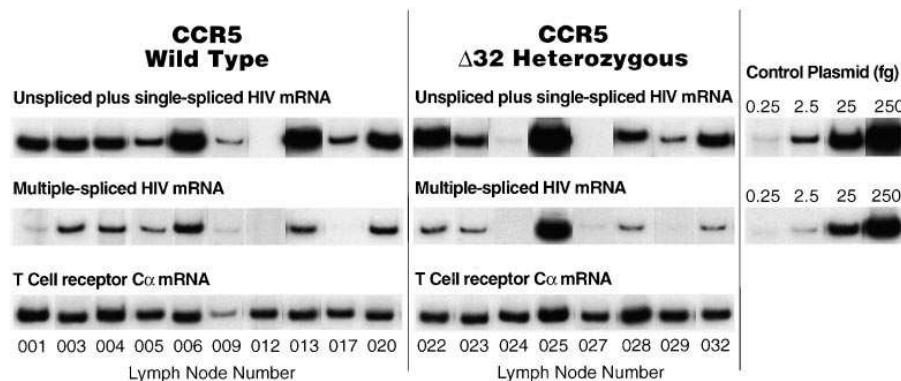 CCR5
Wild Type
Unspliced plus single-spliced HIV mRNA
Multiple-spliced HIV mRNA
T Cell receptor Cα mRNA
001 003 004 005 006 009 012 013 017 020
Lymph Node Number
CCR5
Δ32 Heterozygous
Unspliced plus single-spliced HIV mRNA
Multiple-spliced HIV mRNA
T Cell receptor Cα mRNA
022 023 024 025 027 028 029 032
Lymph Node Number
Control Plasmid (fg)
0.25 2.5 25 250
0.25 2.5 25 250